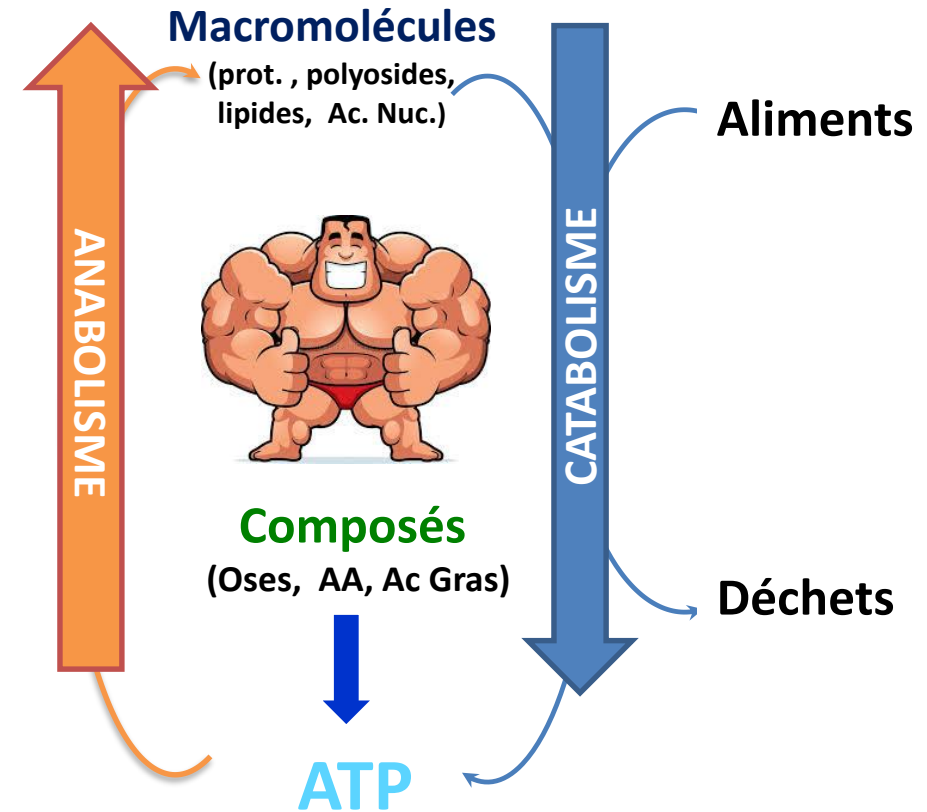 Macromolécules
(prot. , polyosides,
lipides, Ac. Nuc.)
Aliments
ANABOLISME
CATABOLISME
Composés
(Oses, AA, Ac Gras)
Déchets
ATP